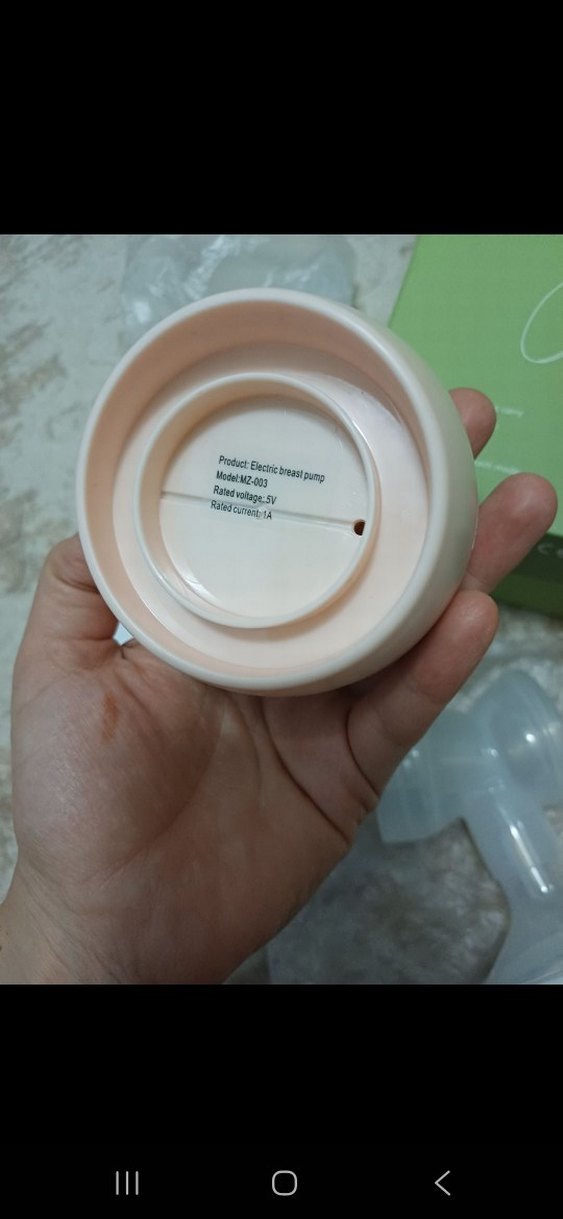 Product: Electric breast pump
Model:MZ-003
Rated voltage: 5V
Rated current: 1A